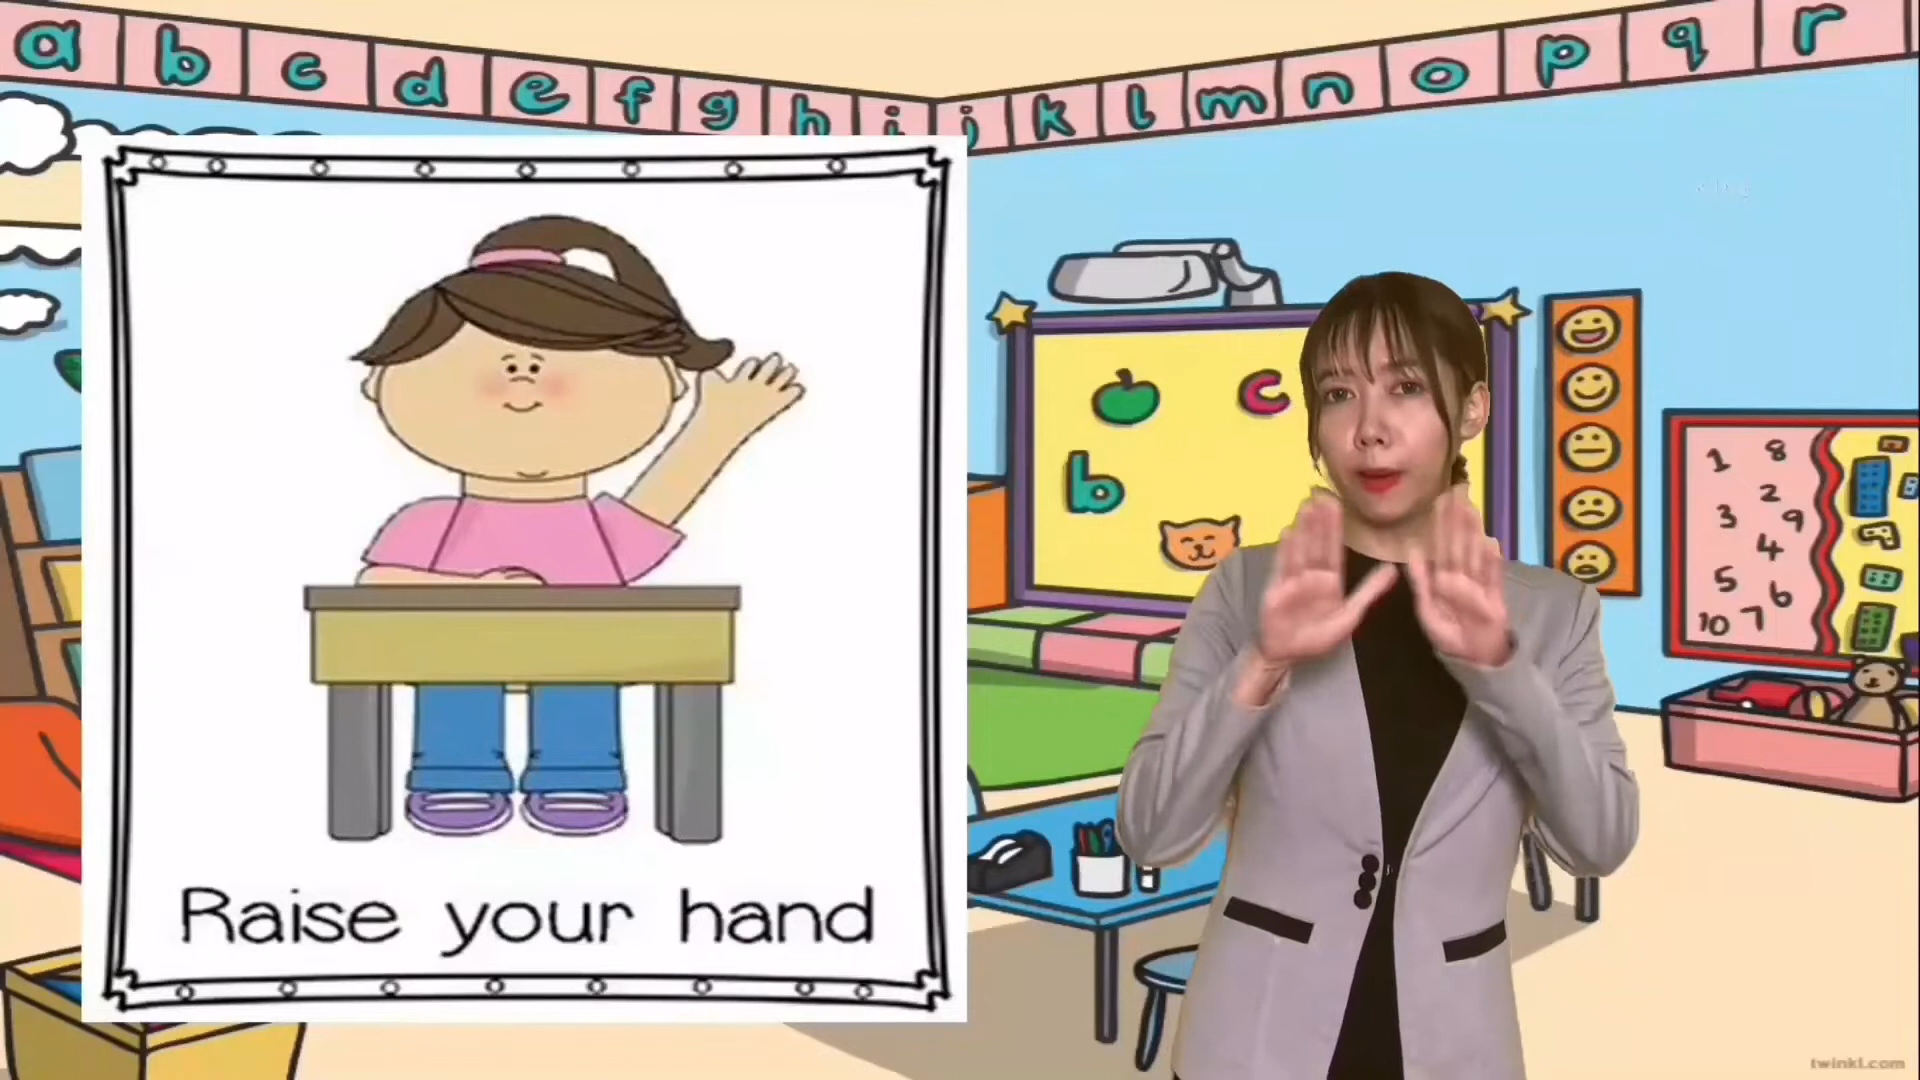 a b c d e f g h i j k l m n o p q r
c
b
1 8
2
3 9
4
5 6
10 7
Raise your hand
twinkl.com